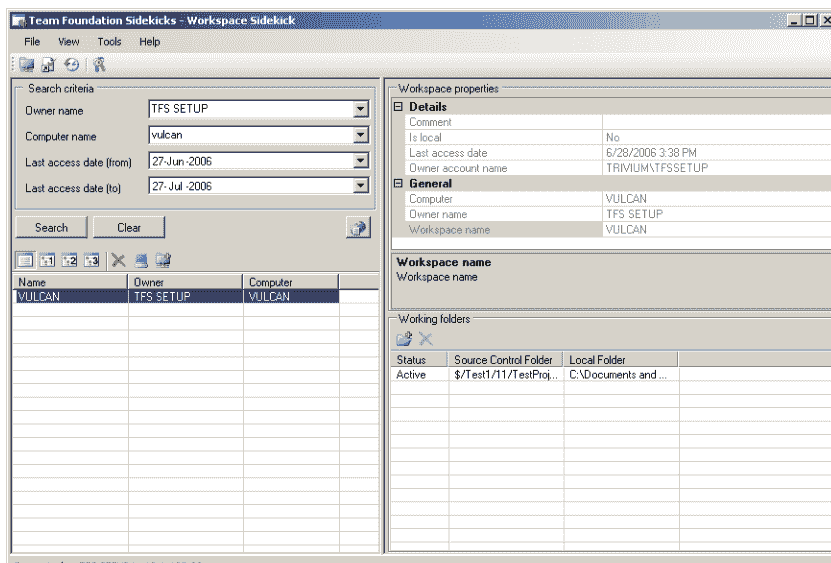 Team Foundation Sidekicks - Workspace Sidekick
File View Tools Help
Search criteria
Owner name TFS SETUP
Computer name vulcan
Last access date (from) 27-Jun-2006
Last access date (to) 27-Jul-2006
Search Clear
Name Owner Computer
VULCAN TFS SETUP VULCAN
Workspace properties
Details
Comment
Is local No
Last access date 6/28/2006 3:38 PM
Owner account name TRIVIUM\TFSSETUP
General
Computer VULCAN
Owner name TFS SETUP
Workspace name VULCAN
Workspace name
Workspace name
Working folders
Status Source Control Folder Local Folder
Active $/Test1/11/TestProj... C:\Documents and ...